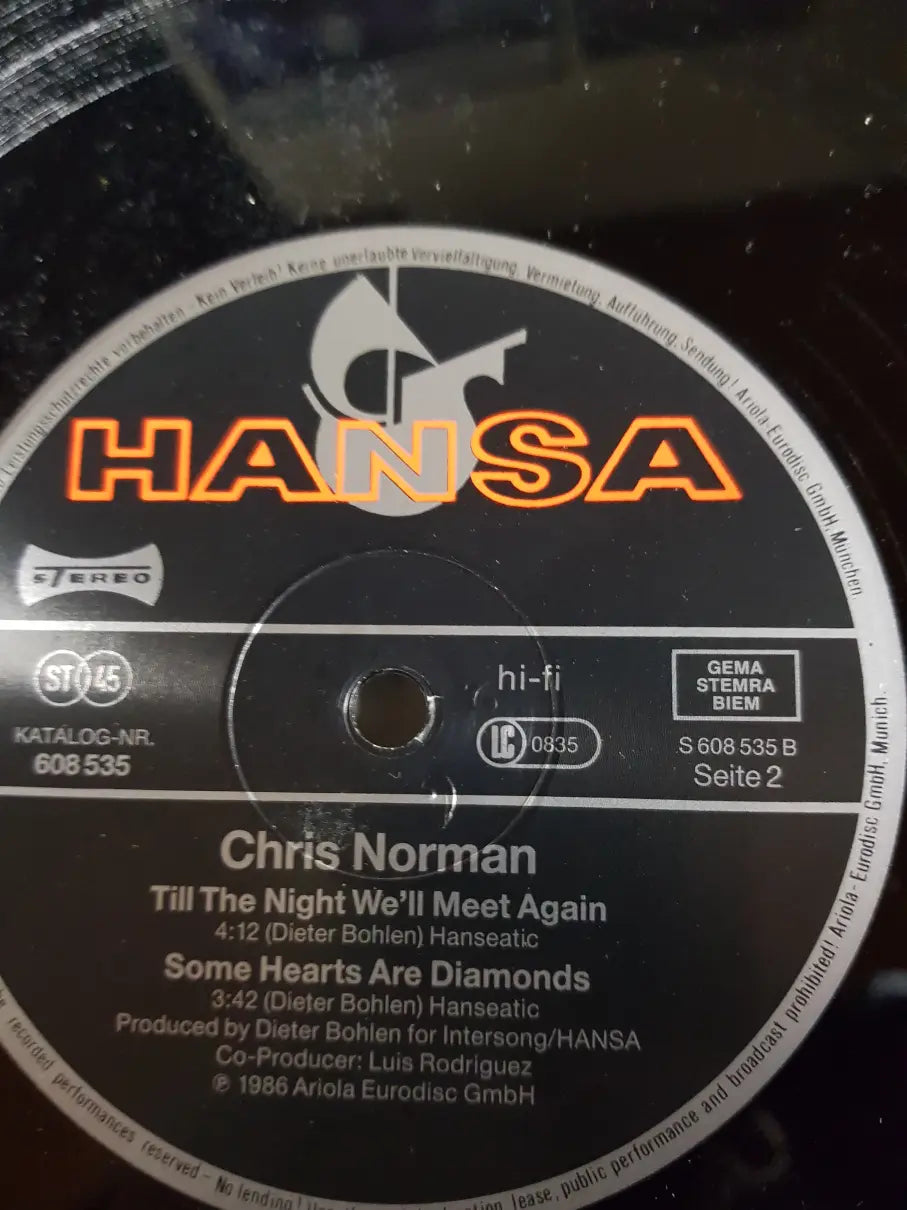 Leistungsschutzrechte vorbehalten - Kein Verleih! Keine unerlaubte Vervielfältigung, Vermietung, Aufführung, Sendung! Ariola-Eurodisc GmbH, München.
HANSA
STEREO
ST 45
KATALOG-NR.
608 535
hi-fi
LC 0835
GEMA
STEMRA
BIEM
S 608 535 B
Seite 2
Chris Norman
Till The Night We'll Meet Again
4:12 (Dieter Bohlen) Hanseatic
Some Hearts Are Diamonds
3:42 (Dieter Bohlen) Hanseatic
Produced by Dieter Bohlen for Intersong/HANSA
Co-Producer: Luis Rodriguez
℗ 1986 Ariola Eurodisc GmbH
recorded performances reserved - No lending! lease, public performance and broadcast prohibited! Ariola - Eurodisc GmbH, Munich.